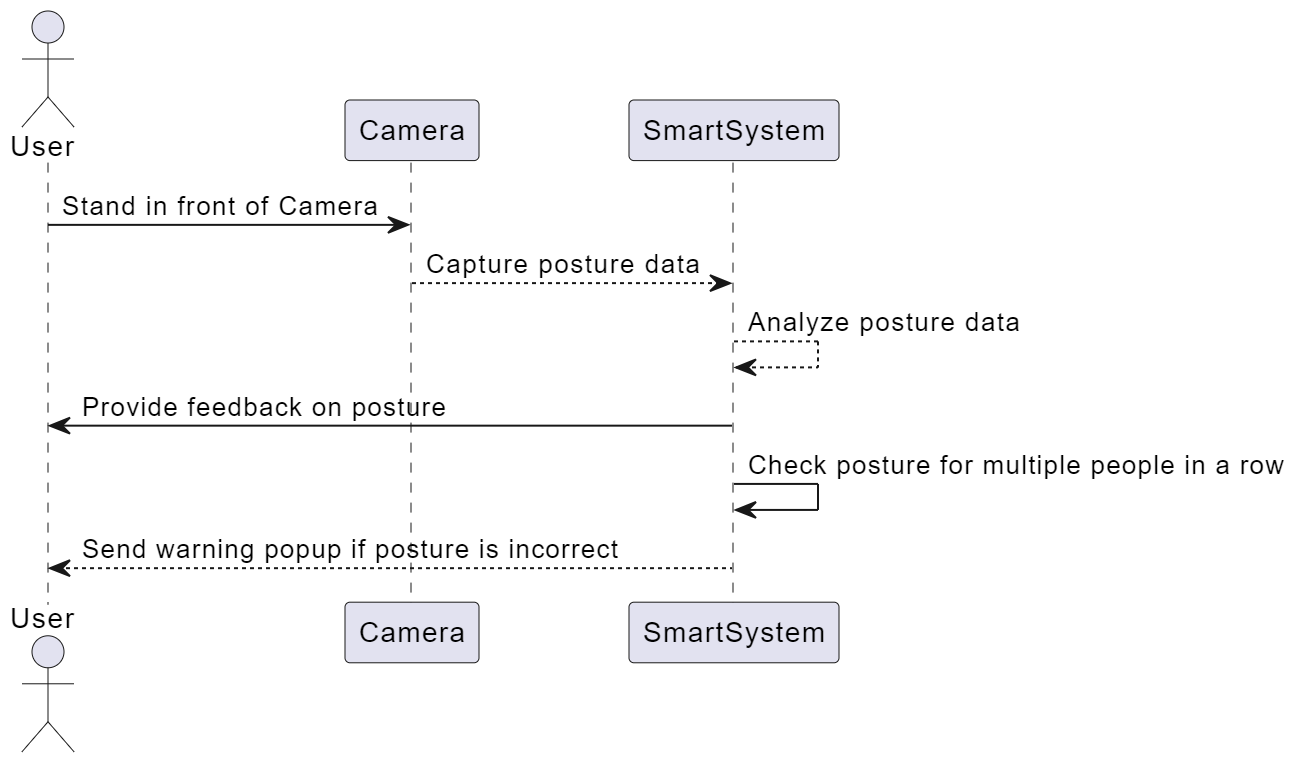 User
Camera
SmartSystem
Stand in front of Camera
Capture posture data
Analyze posture data
Provide feedback on posture
Check posture for multiple people in a row
Send warning popup if posture is incorrect
User
Camera
SmartSystem